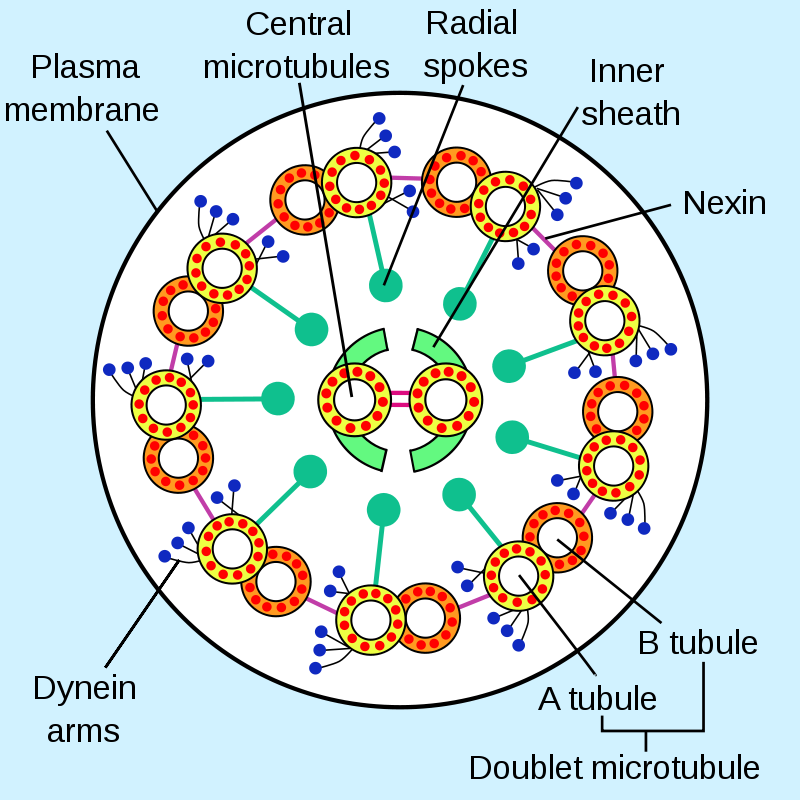 Central
microtubules
Radial
spokes
Plasma
membrane
Inner
sheath
Nexin
B tubule
A tubule
Doublet microtubule
Dynein
arms